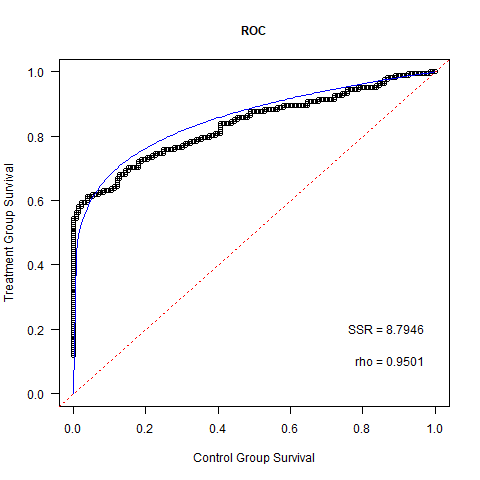 ROC
Treatment Group Survival
1.0
0.8
0.6
0.4
0.2
0.0
SSR = 8.7946
rho = 0.9501
0.0 0.2 0.4 0.6 0.8 1.0
Control Group Survival